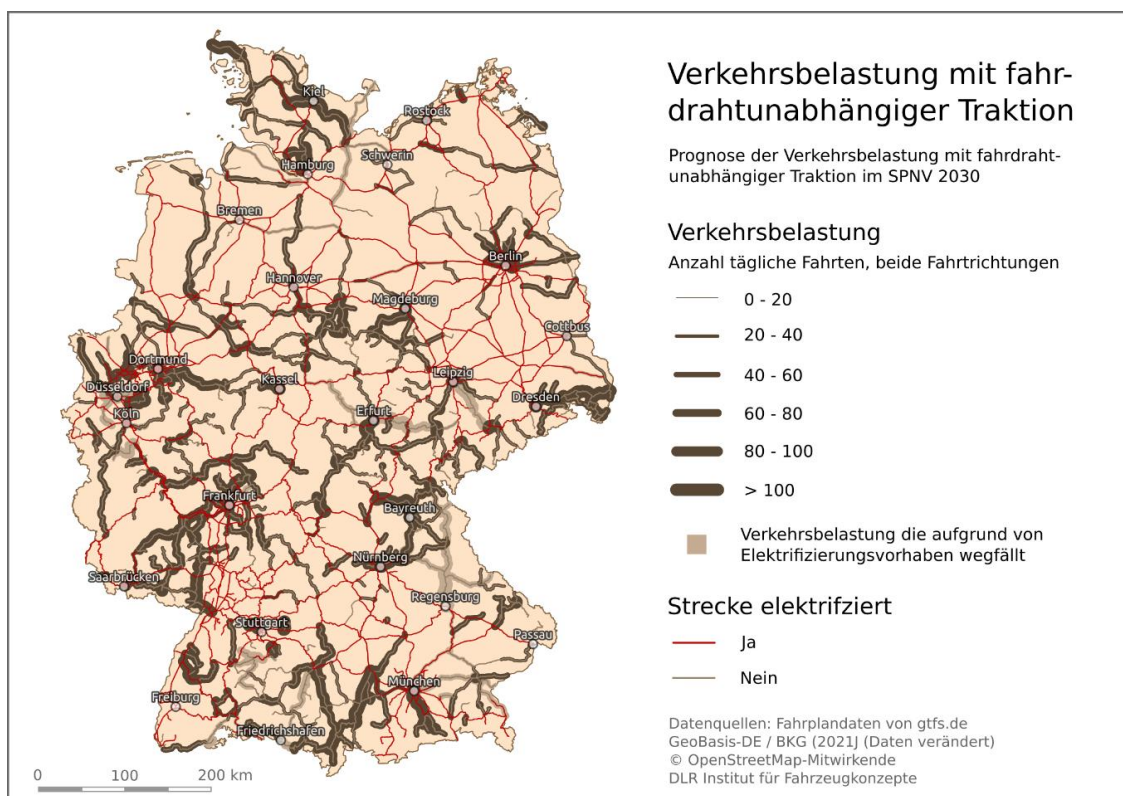 Verkehrsbelastung mit fahr-
drahtunabhängiger Traktion
Prognose der Verkehrsbelastung mit fahrdraht-
unabhängiger Traktion im SPNV 2030
Verkehrsbelastung
Anzahl tägliche Fahrten, beide Fahrtrichtungen
0 - 20
20 - 40
40 - 60
60 - 80
80 - 100
> 100
Verkehrsbelastung die aufgrund von
Elektrifizierungsvorhaben wegfällt
Strecke elektrifziert
Ja
Nein
Datenquellen: Fahrplandaten von gtfs.de
GeoBasis-DE / BKG (2021J (Daten verändert)
© OpenStreetMap-Mitwirkende
DLR Institut für Fahrzeugkonzepte
Kiel
Rostock
Schwerin
Hamburg
Bremen
Berlin
Hannover
Magdeburg
Cottbus
Dortmund
Düsseldorf
Kassel
Leipzig
Dresden
Köln
Erfurt
Frankfurt
Bayreuth
Nürnberg
Saarbrücken
Regensburg
Stuttgart
Passau
München
Freiburg
Friedrichshafen
0 100 200 km